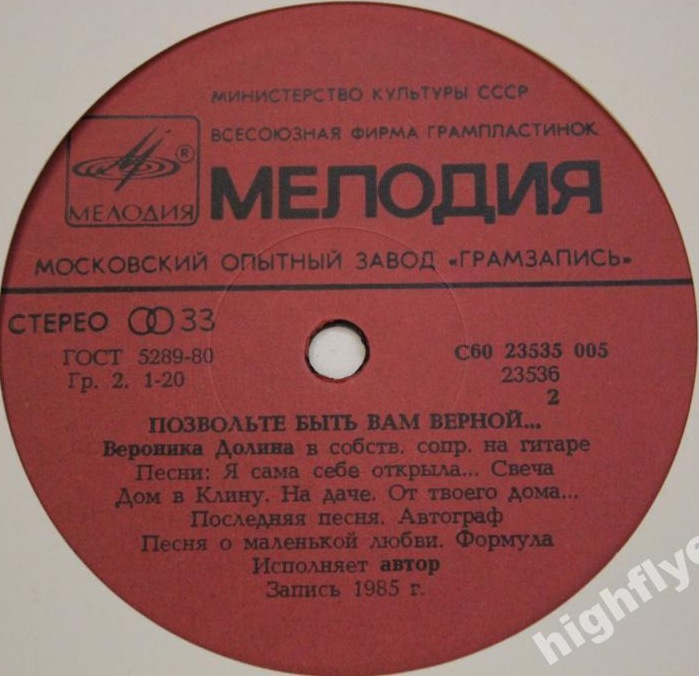 МИНИСТЕРСТВО КУЛЬТУРЫ СССР
ВСЕСОЮЗНАЯ ФИРМА ГРАМПЛАСТИНОК
®
МЕЛОДИЯ
МЕЛОДИЯ
МОСКОВСКИЙ ОПЫТНЫЙ ЗАВОД «ГРАМЗАПИСЬ»
СТЕРЕО 33
ГОСТ 5289-80
Гр. 2. 1-20
С60 23535 005
23536
2
ПОЗВОЛЬТЕ БЫТЬ ВАМ ВЕРНОЙ...
Вероника Долина в собств. сопр. на гитаре
Песни: Я сама себе открыла... Свеча
Дом в Клину. На даче. От твоего дома...
Последняя песня. Автограф
Песня о маленькой любви. Формула
Исполняет автор
Запись 1985 г.